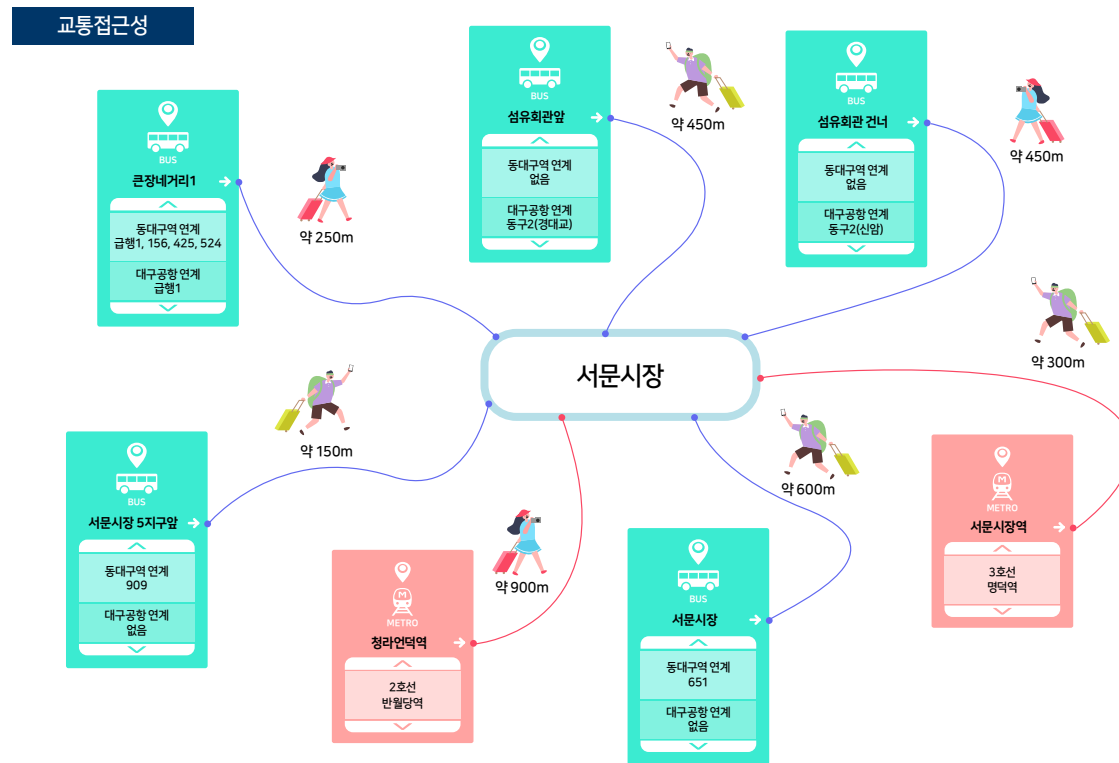 교통접근성
BUS
큰장네거리1
동대구역 연계
급행1, 156, 425, 524
대구공항 연계
급행1
약 250m
BUS
섬유회관앞
동대구역 연계
없음
대구공항 연계
동구2(경대교)
약 450m
BUS
섬유회관 건너
동대구역 연계
없음
대구공항 연계
동구2(신암)
약 450m
서문시장
약 300m
BUS
서문시장 5지구앞
동대구역 연계
909
대구공항 연계
없음
약 150m
METRO
청라언덕역
2호선
반월당역
약 900m
BUS
서문시장
동대구역 연계
651
대구공항 연계
없음
약 600m
M
METRO
서문시장역
3호선
명덕역